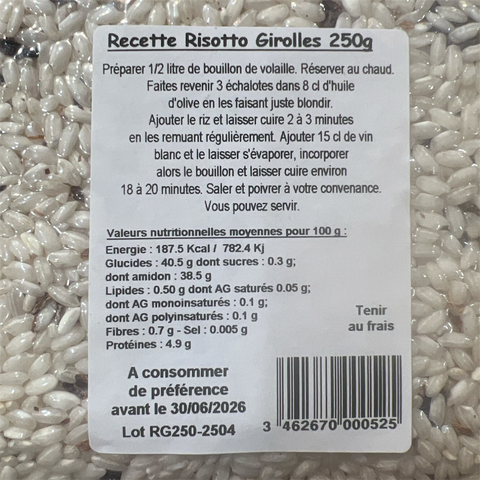 Recette Risotto Girolles 250g
Préparer 1/2 litre de bouillon de volaille. Réserver au chaud.
Faites revenir 3 échalotes dans 8 cl d'huile
d'olive en les faisant juste blondir.
Ajouter le riz et laisser cuire 2 à 3 minutes
en les remuant régulièrement. Ajouter 15 cl de vin
blanc et le laisser s'évaporer, incorporer
alors le bouillon et laisser cuire environ
18 à 20 minutes. Saler et poivrer à votre convenance.
Vous pouvez servir.
Valeurs nutritionnelles moyennes pour 100 g :
Energie : 187.5 Kcal / 782.4 Kj
Glucides : 40.5 g dont sucres : 0.3 g;
dont amidon : 38.5 g
Lipides : 0.50 g dont AG saturés 0.05 g;
dont AG monoinsaturés : 0.1 g;
dont AG polyinsaturés : 0.1 g
Fibres : 0.7 g - Sel : 0.005 g
Protéines : 4.9 g
Tenir
au frais
A consommer
de préférence
avant le 30/06/2026
Lot RG250-2504
3 462670 000525